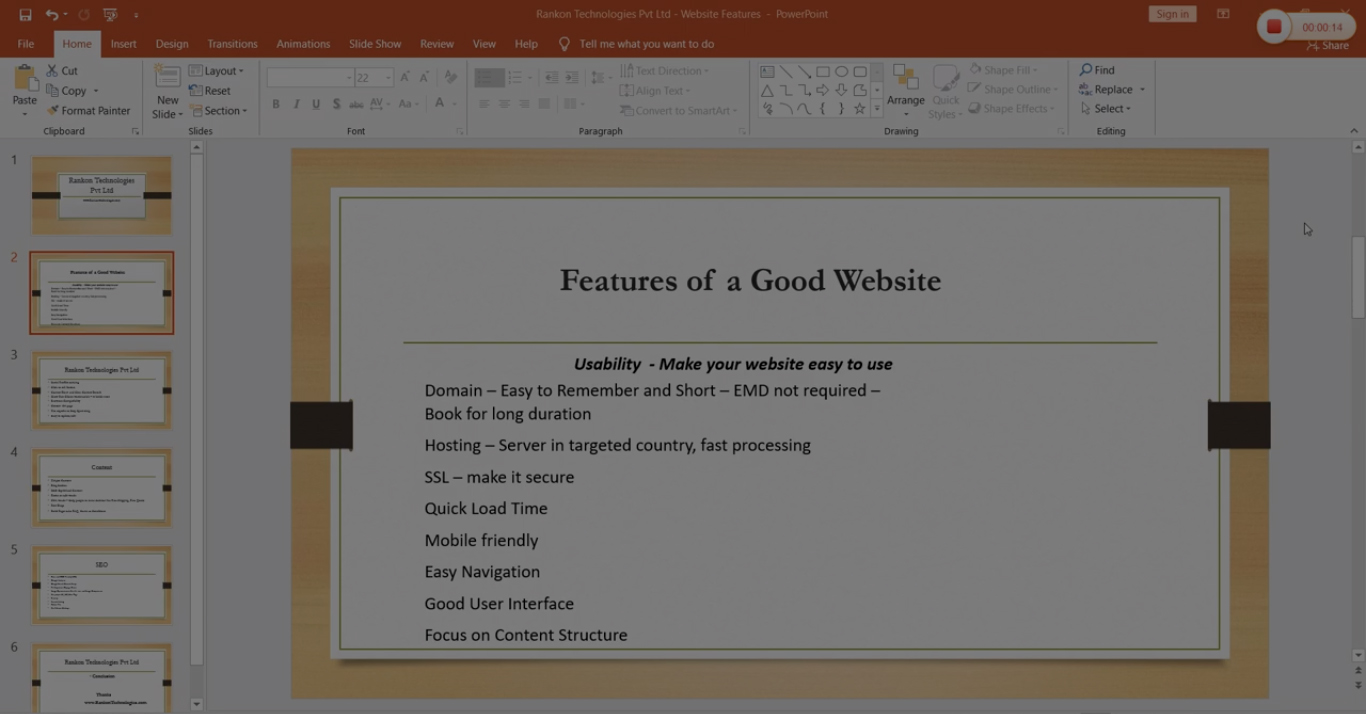 Rankon Technologies Pvt Ltd - Website Features - PowerPoint
Sign in
00:00:14
File Home Insert Design Transitions Animations Slide Show Review View Help Tell me what you want to do
Share
Paste
Cut
Copy
Format Painter
Clipboard
New
Slide
Layout
Reset
Section
Slides
22
B I U S abc AV Aa A
Font
Text Direction
Align Text
Convert to SmartArt
Paragraph
Arrange
Quick
Styles
Shape Fill
Shape Outline
Shape Effects
Drawing
Find
Replace
Select
Editing
1
Rankon Technologies
Pvt Ltd
2
Features of a Good Website
3
Rankon Technologies Pvt Ltd
4
Content
5
SEO
6
Rankon Technologies Pvt Ltd
Conclusion
Thanks
www.RankonTechnologies.com
Features of a Good Website
Usability - Make your website easy to use
Domain – Easy to Remember and Short – EMD not required –
Book for long duration
Hosting – Server in targeted country, fast processing
SSL – make it secure
Quick Load Time
Mobile friendly
Easy Navigation
Good User Interface
Focus on Content Structure